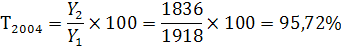 T₂₀₀₄ = Y₂/Y₁ × 100 = 1836/1918 × 100 = 95,72%